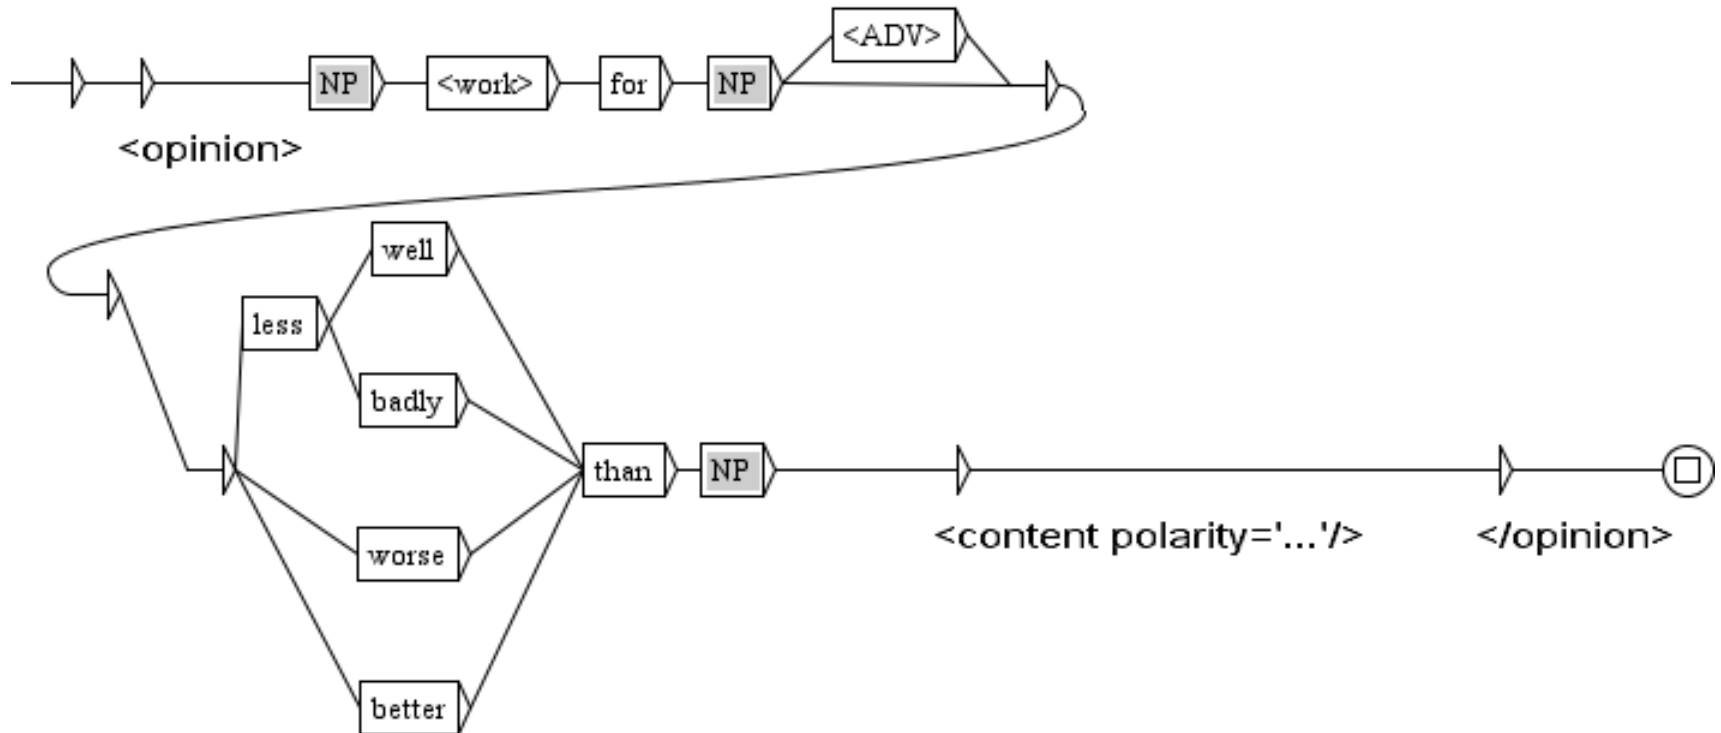 <ADV>
NP <work> for NP
<opinion>
well
less
badly
than NP
<content polarity='...'/> </opinion>
worse
better